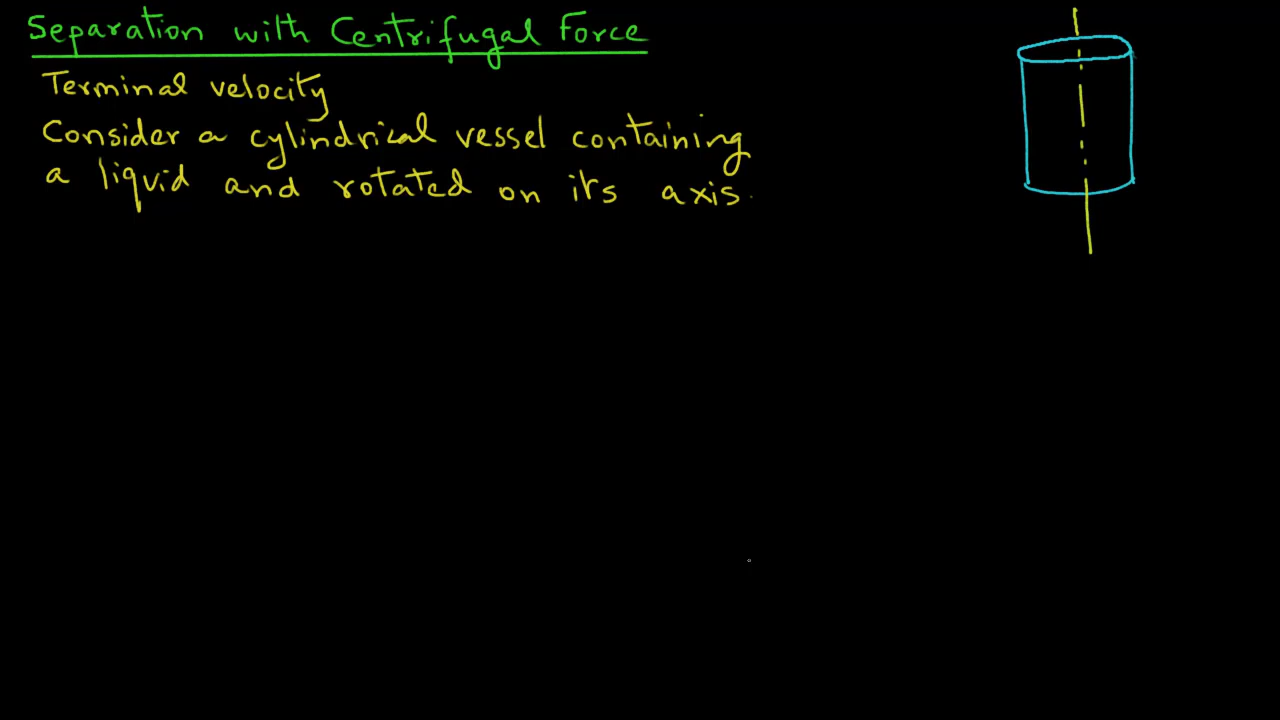 Separation with Centrifugal Force
Terminal velocity
Consider a cylindrical vessel containing
a liquid and rotated on its axis.